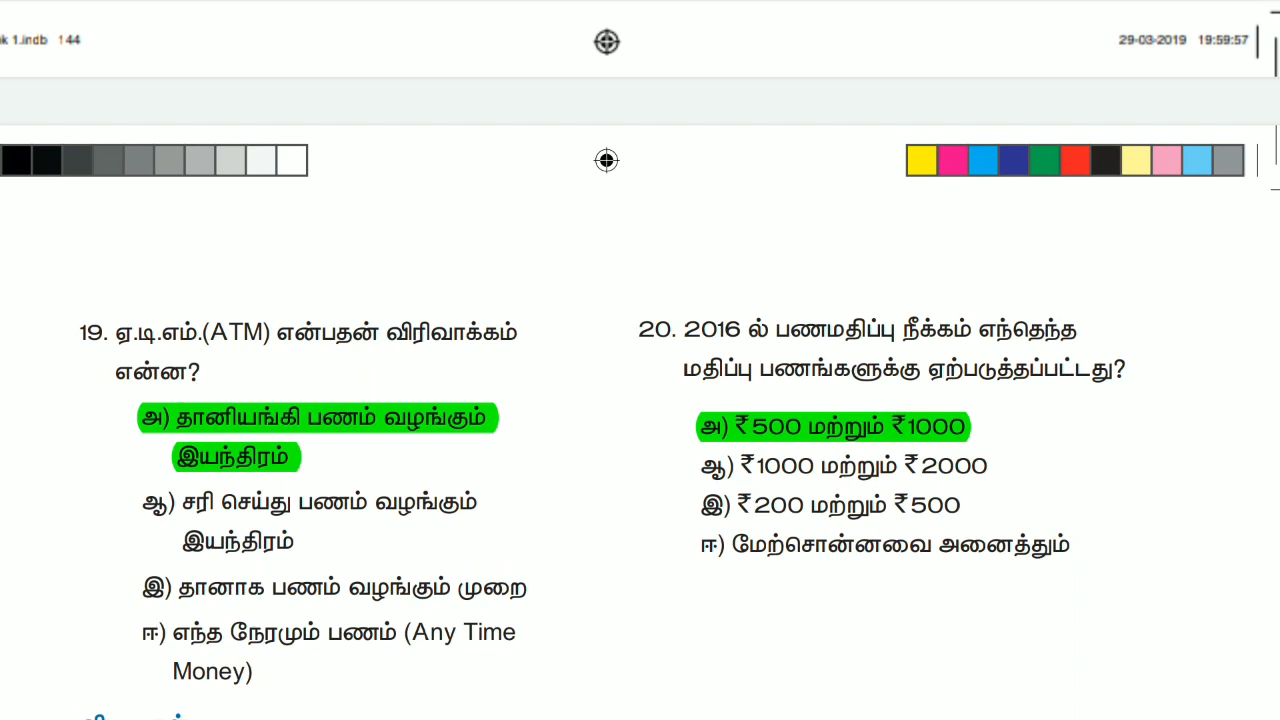 k 1.indb 144
29-03-2019 19:59:57
19. ஏ.டி.எம்.(ATM) என்பதன் விரிவாக்கம்
என்ன?
அ) தானியங்கி பணம் வழங்கும்
இயந்திரம்
ஆ) சரி செய்து பணம் வழங்கும்
இயந்திரம்
இ) தானாக பணம் வழங்கும் முறை
ஈ) எந்த நேரமும் பணம் (Any Time
Money)
20. 2016 ல் பணமதிப்பு நீக்கம் எந்தெந்த
மதிப்பு பணங்களுக்கு ஏற்படுத்தப்பட்டது?
அ) ₹500 மற்றும் ₹1000
ஆ) ₹1000 மற்றும் ₹2000
இ) ₹200 மற்றும் ₹500
ஈ) மேற்சொன்னவை அனைத்தும்